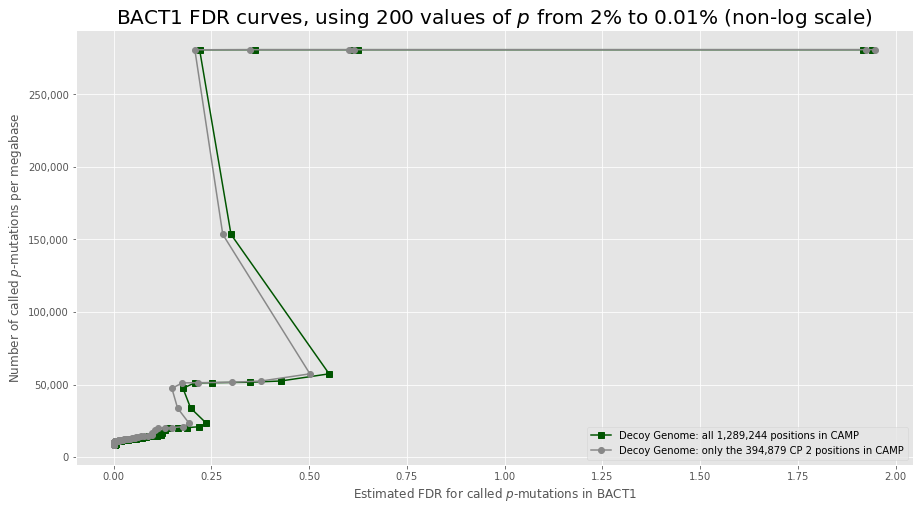 BACT1 FDR curves, using 200 values of p from 2% to 0.01% (non-log scale)
Number of called p-mutations per megabase
250,000
200,000
150,000
100,000
50,000
0
Decoy Genome: all 1,289,244 positions in CAMP
Decoy Genome: only the 394,879 CP 2 positions in CAMP
0.00 0.25 0.50 0.75 1.00 1.25 1.50 1.75 2.00
Estimated FDR for called p-mutations in BACT1